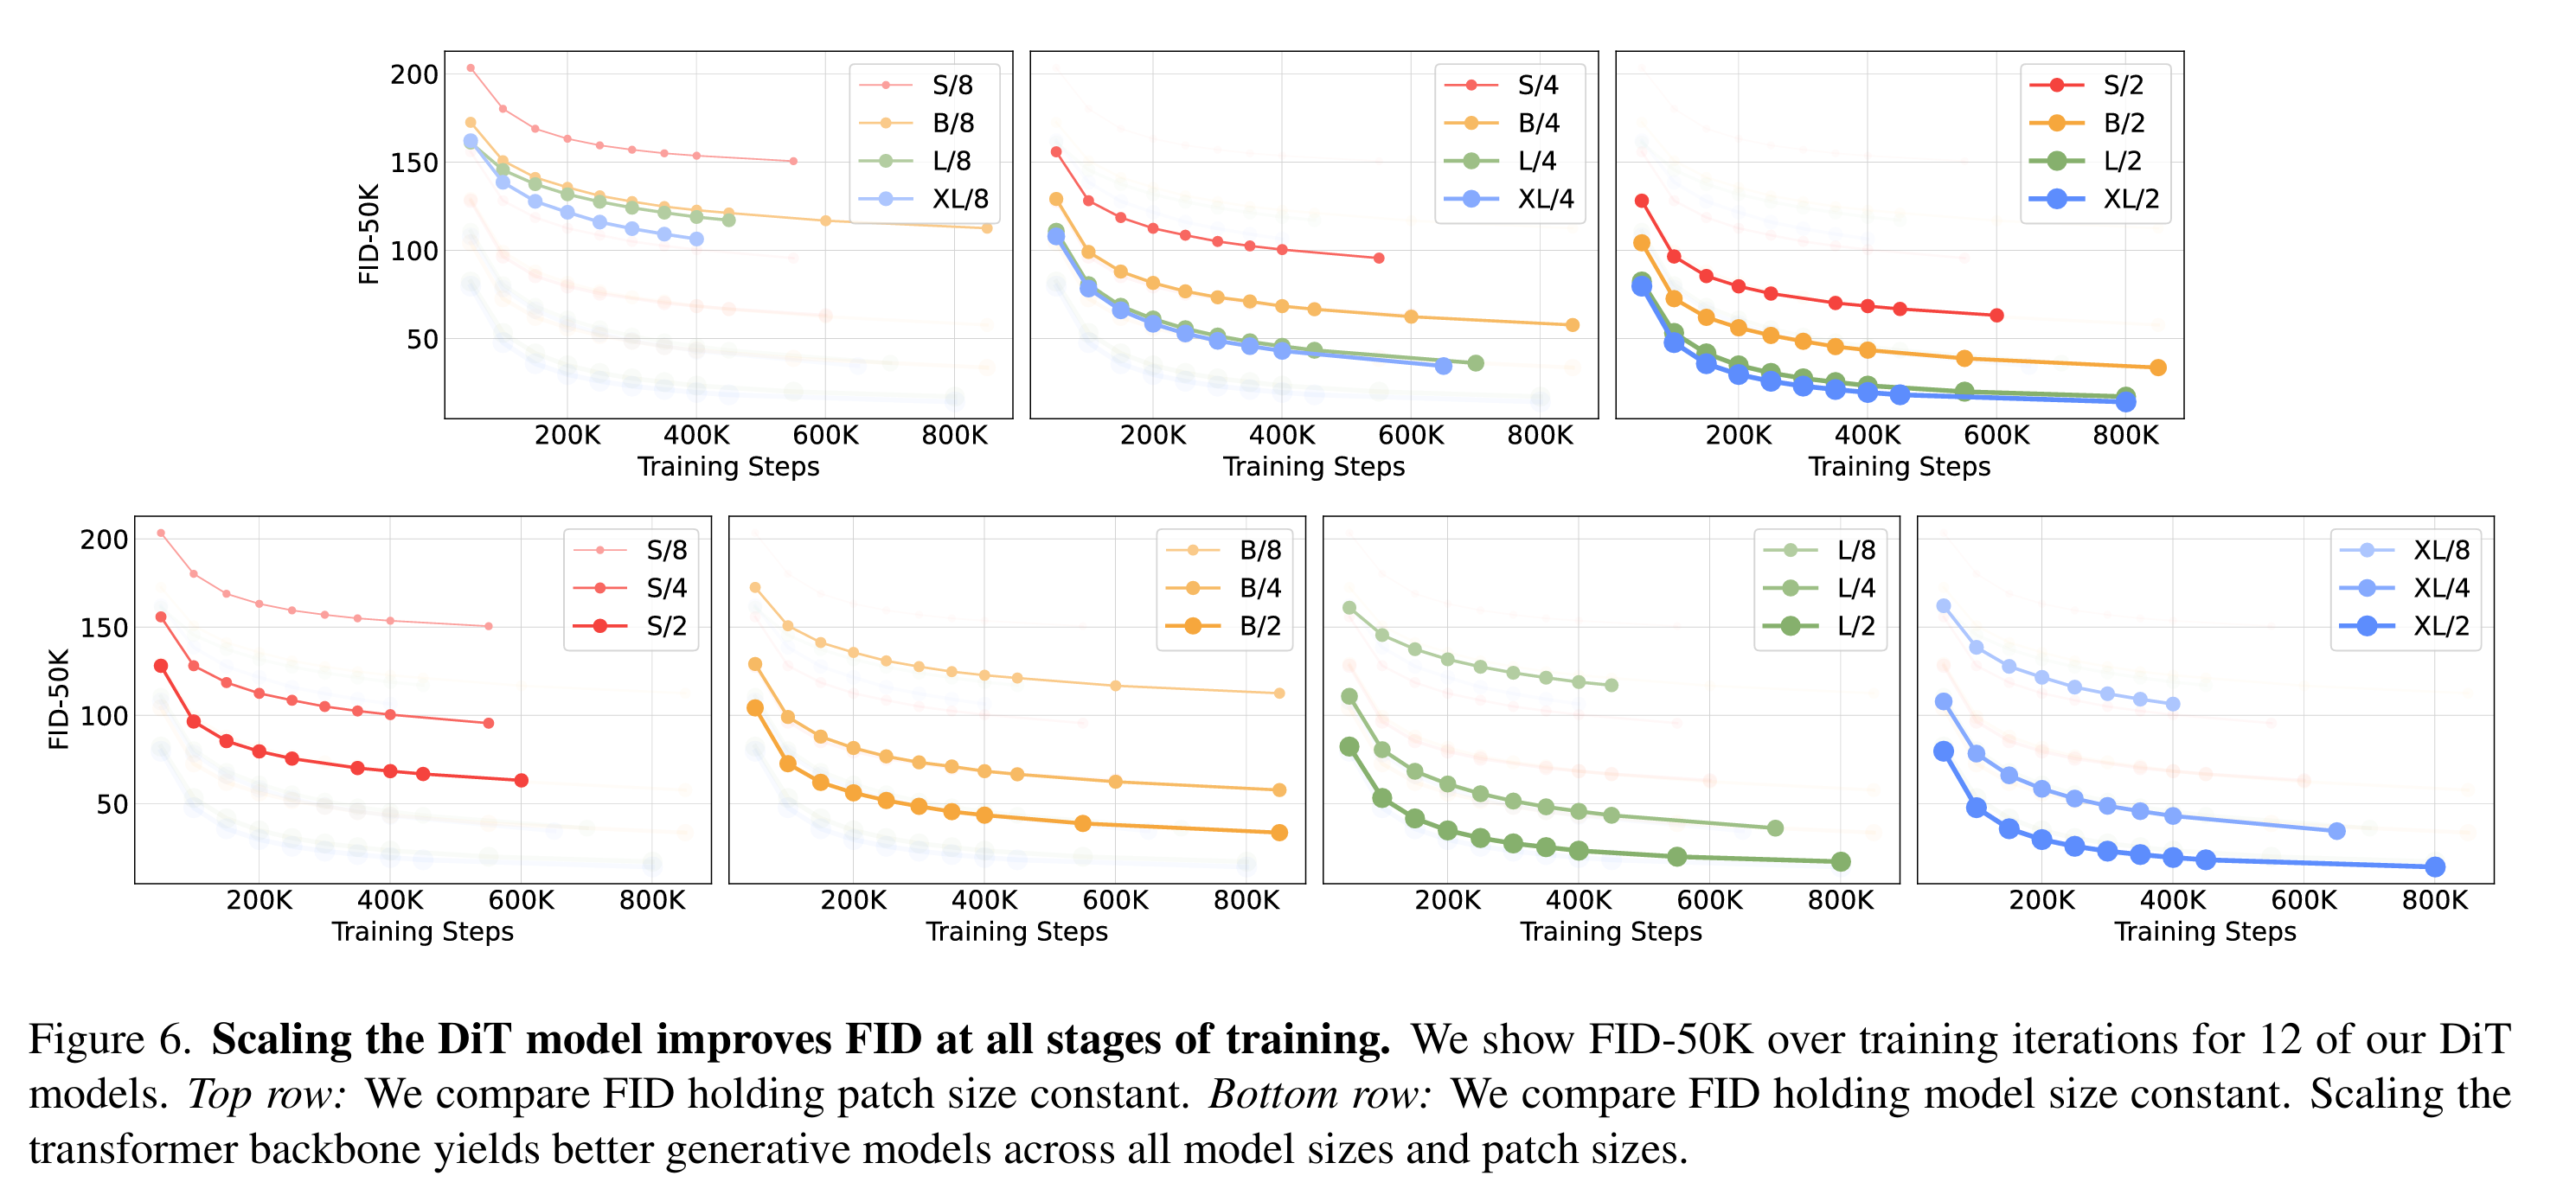 200
150
100
50
FID-50K
S/8
B/8
L/8
XL/8
200K 400K 600K 800K
Training Steps
S/4
B/4
L/4
XL/4
200K 400K 600K 800K
Training Steps
S/2
B/2
L/2
XL/2
200K 400K 600K 800K
Training Steps
200
150
100
50
FID-50K
S/8
S/4
S/2
200K 400K 600K 800K
Training Steps
B/8
B/4
B/2
200K 400K 600K 800K
Training Steps
L/8
L/4
L/2
200K 400K 600K 800K
Training Steps
XL/8
XL/4
XL/2
200K 400K 600K 800K
Training Steps
Figure 6. Scaling the DiT model improves FID at all stages of training. We show FID-50K over training iterations for 12 of our DiT
models. Top row: We compare FID holding patch size constant. Bottom row: We compare FID holding model size constant. Scaling the
transformer backbone yields better generative models across all model sizes and patch sizes.